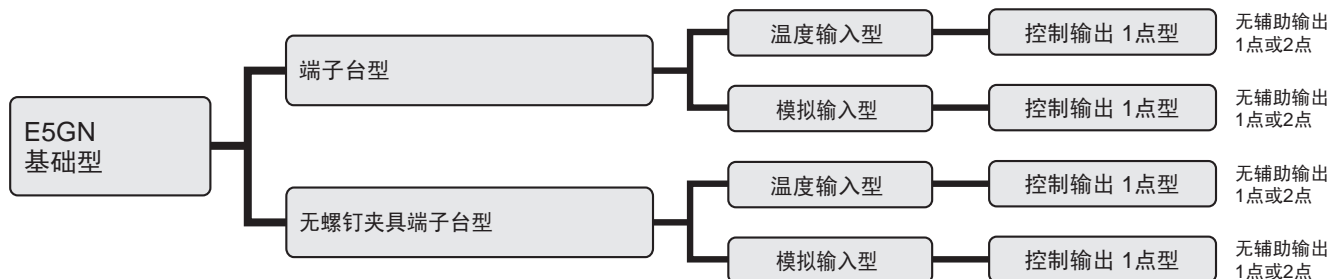 E5GN
基础型
端子台型
温度输入型
控制输出 1点型
无辅助输出
1点或2点
模拟输入型
控制输出 1点型
无辅助输出
1点或2点
无螺钉夹具端子台型
温度输入型
控制输出 1点型
无辅助输出
1点或2点
模拟输入型
控制输出 1点型
无辅助输出
1点或2点